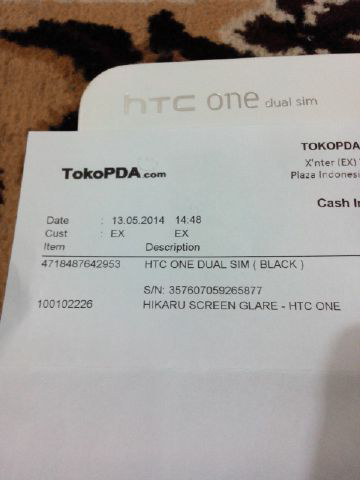 hTC one dual sim
TOKOPDA
TokoPDA.com
X'nter (EX)
Plaza Indonesi
Cash In
Date : 13.05.2014 14:48
Cust : EX EX
Item Description
4718487642953 HTC ONE DUAL SIM ( BLACK )
S/N: 357607059265877
100102226 HIKARU SCREEN GLARE - HTC ONE